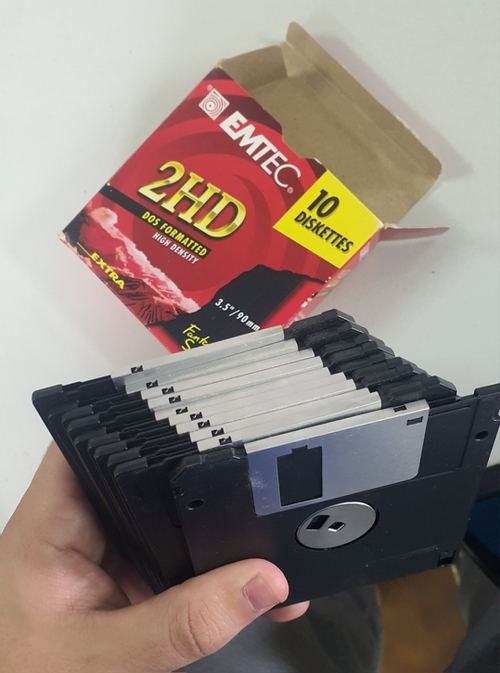 EMTEC®
10
DISKETTES
2HD
DOS FORMATTED
HIGH DENSITY
EXTRA
3.5"/90mm